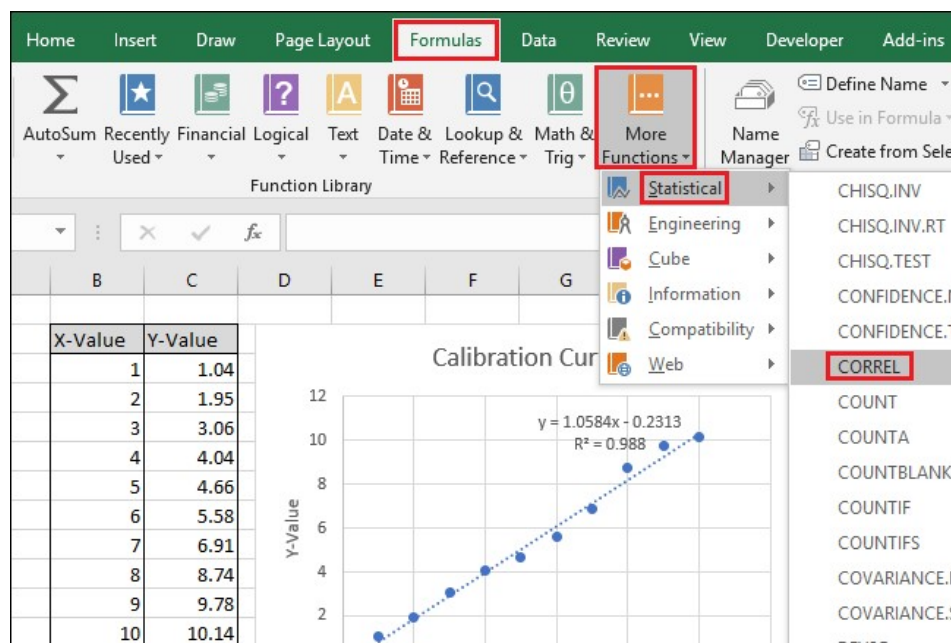 Home Insert Draw Page Layout Formulas Data Review View Developer Add-ins
AutoSum Recently Used Financial Logical Text Date & Time Lookup & Reference Math & Trig More Functions
Name Manager
Define Name
Use in Formula
Create from Sele
Function Library
fx
Statistical
Engineering
Cube
Information
Compatibility
Web
CHISQ.INV
CHISQ.INV.RT
CHISQ.TEST
CONFIDENCE.
CONFIDENCE.
CORREL
COUNT
COUNTA
COUNTBLANK
COUNTIF
COUNTIFS
COVARIANCE.
COVARIANCE.
B C D E F G
X-Value Y-Value
1 1.04
2 1.95
3 3.06
4 4.04
5 4.66
6 5.58
7 6.91
8 8.74
9 9.78
10 10.14
Calibration Cur
y = 1.0584x - 0.2313
R² = 0.988
12
10
8
6
4
2
Y-Value